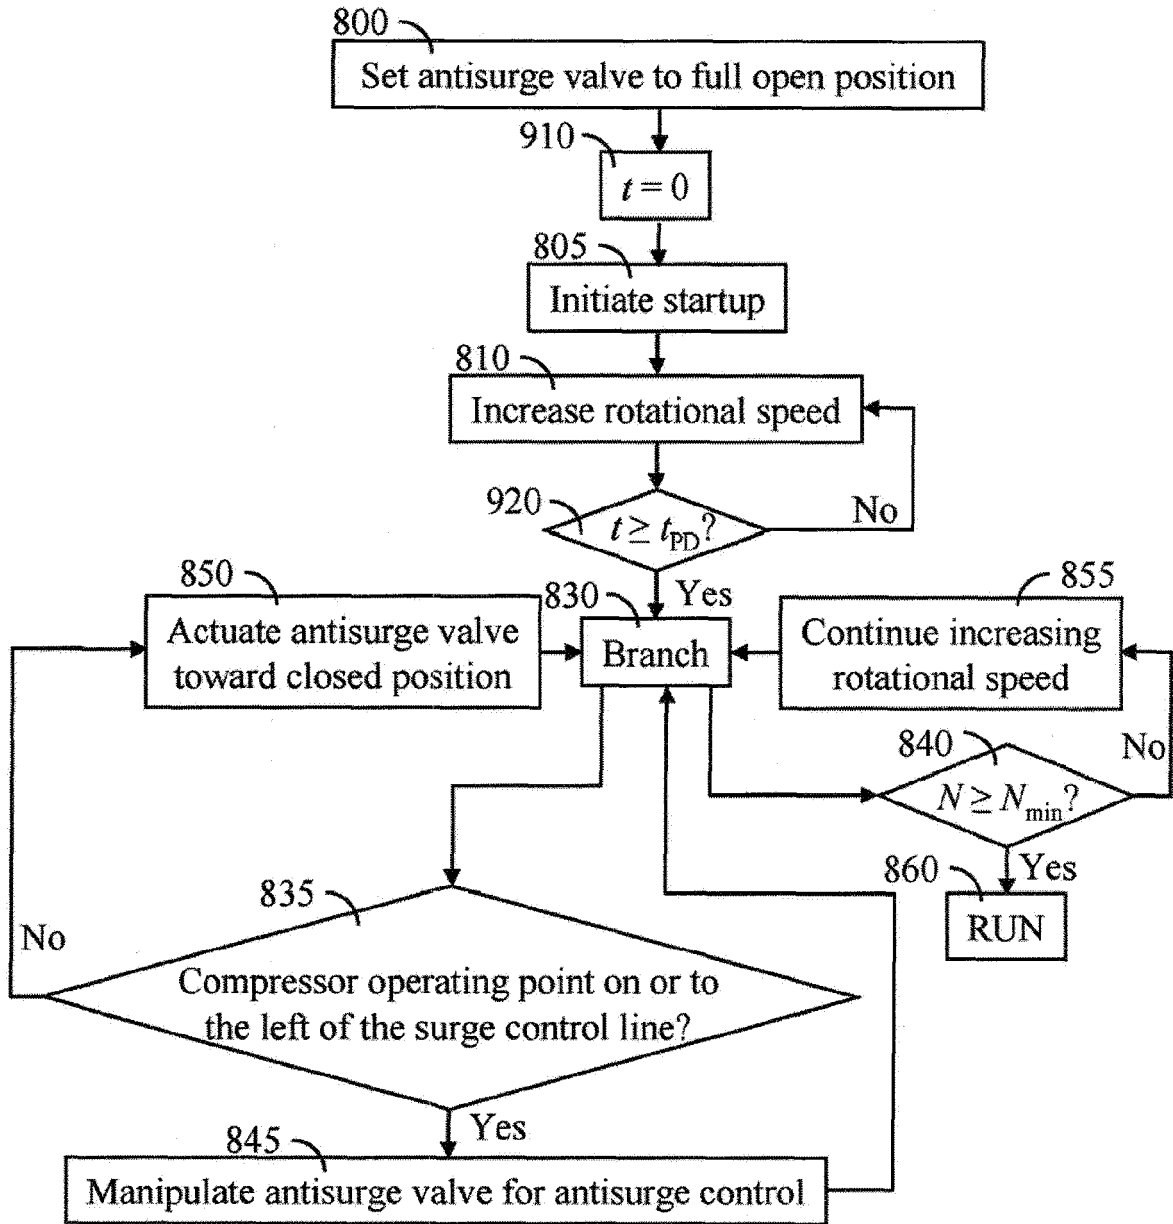 800
Set antisurge valve to full open position
910
t = 0
805
Initiate startup
810
Increase rotational speed
920
t ≥ tPD?
No
Yes
850
Actuate antisurge valve
toward closed position
830
Branch
855
Continue increasing
rotational speed
840
N ≥ Nmin?
No
Yes
860
RUN
835
No
Compressor operating point on or to
the left of the surge control line?
Yes
845
Manipulate antisurge valve for antisurge control